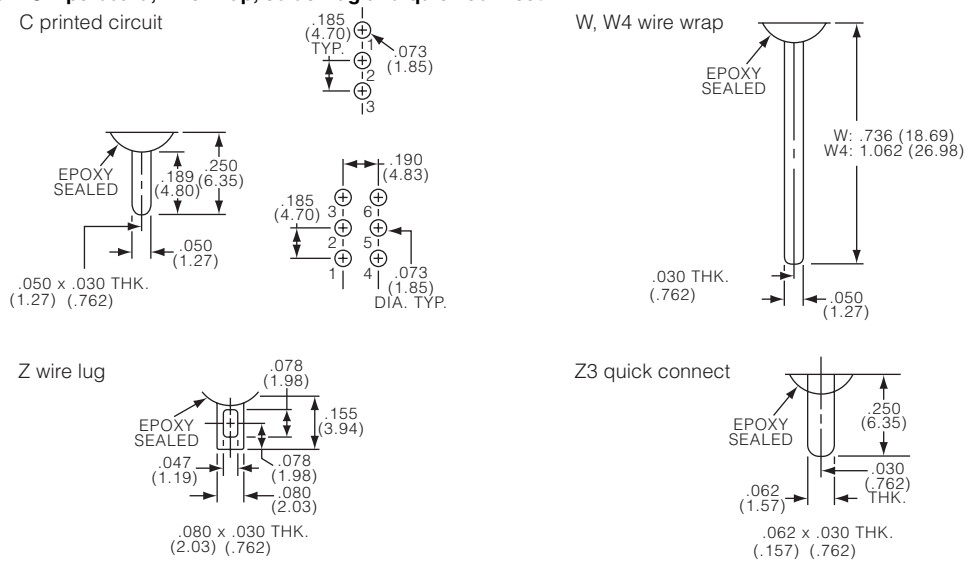 C printed circuit
.185
(4.70)
TYP.
.073
(1.85)
1
2
3
EPOXY
SEALED
.189
(4.80)
.250
(6.35)
.050
(1.27)
.050 x .030 THK.
(1.27) (.762)
.190
(4.83)
.185
(4.70)
3
6
2
5
1
4
.073
(1.85)
DIA. TYP.
W, W4 wire wrap
EPOXY
SEALED
W: .736 (18.69)
W4: 1.062 (26.98)
.030 THK.
(.762)
.050
(1.27)
Z wire lug
.078
(1.98)
EPOXY
SEALED
.155
(3.94)
.047
(1.19)
.078
(1.98)
.080
(2.03)
.080 x .030 THK.
(2.03) (.762)
Z3 quick connect
EPOXY
SEALED
.250
(6.35)
.030
(.762)
THK.
.062
(1.57)
.062 x .030 THK.
(.157) (.762)